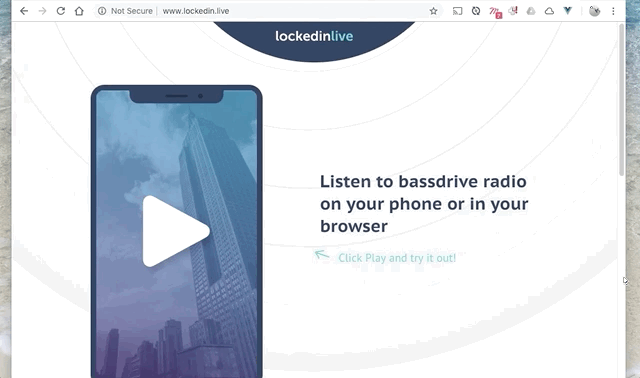 Not Secure | www.lockedin.live
lockedinlive
Listen to bassdrive radio
on your phone or in your
browser
Click Play and try it out!